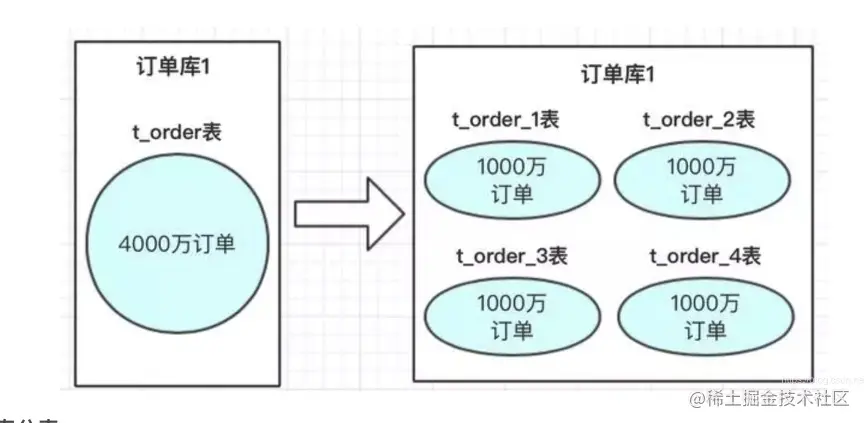 订单库1
t_order表
4000万订单
订单库1
t_order_1表
t_order_2表
1000万
订单
1000万
订单
t_order_3表
t_order_4表
1000万
订单
1000万
订单
@稀土掘金技术社区